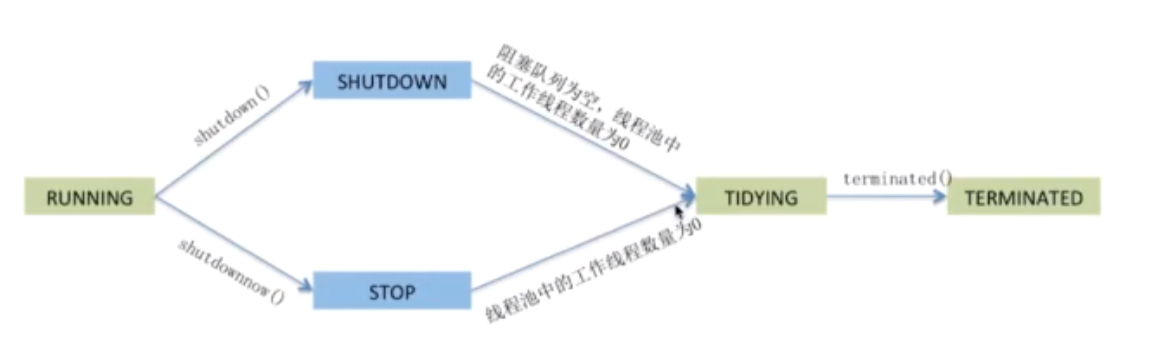 阻塞队列为空，线程池中
的工作线程数量为0
SHUTDOWN
shutdown()
RUNNING
TIDYING
terminated()
TERMINATED
shutdownnow()
STOP
线程池中的工作线程数量为0